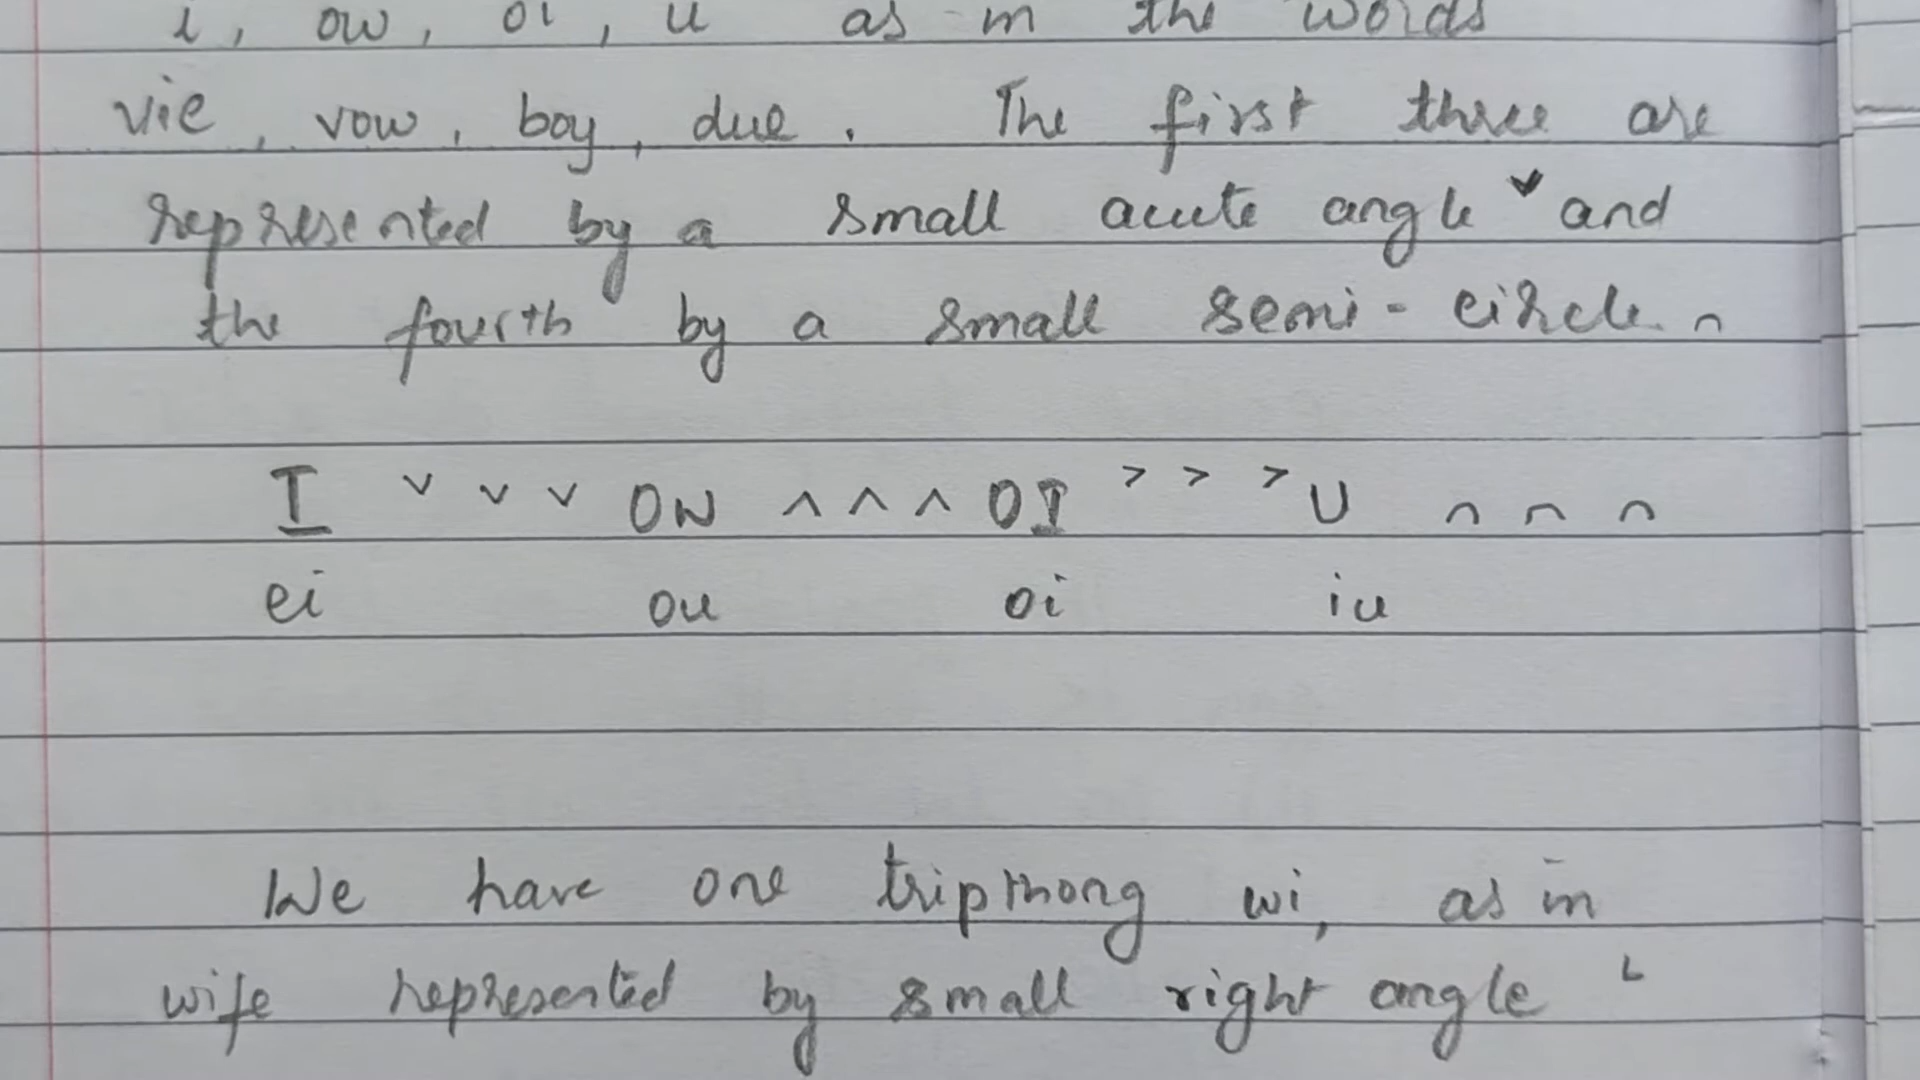 i, ow, oi, u as in the words
vie, vow, boy, due. The first three are
represented by a small acute angle ˅ and
the fourth by a small semi-circle. ∩
I ˅ ˅ ˅ OW ^ ^ ^ OI > > > U ∩ ∩ ∩
ei ou oi iu
We have one tripthong wi, as in
wife represented by small right angle ˪